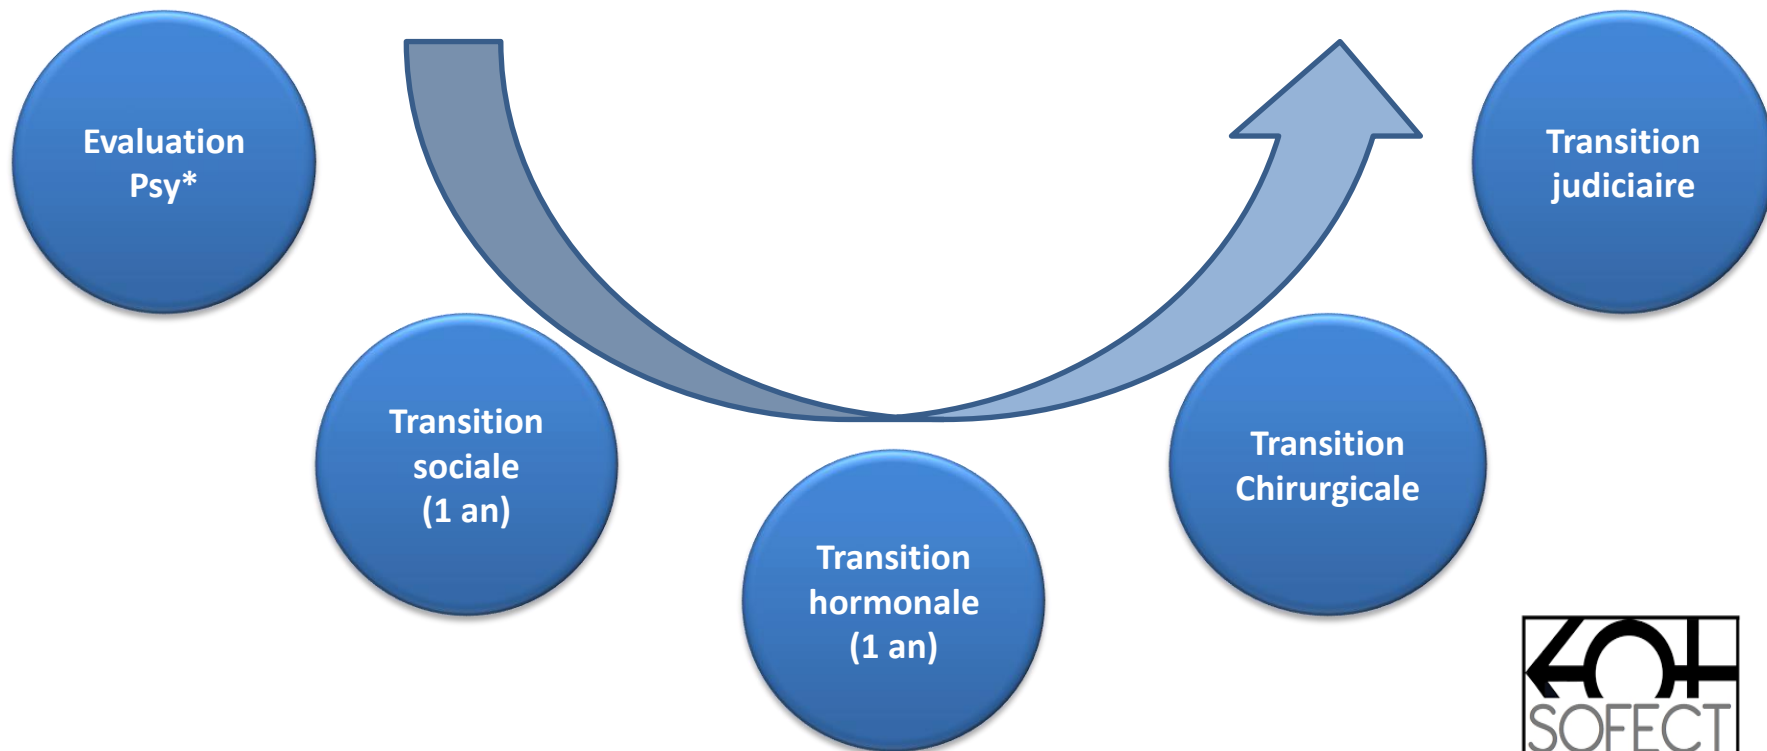 Evaluation
Psy*
Transition
sociale
(1 an)
Transition
hormonale
(1 an)
Transition
Chirurgicale
Transition
judiciaire
SOFECT